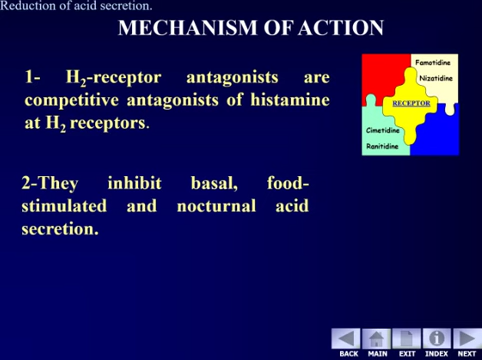 Reduction of acid secretion.
MECHANISM OF ACTION
1- H₂-receptor antagonists are
competitive antagonists of histamine
at H₂ receptors.
2-They inhibit basal, food-
stimulated and nocturnal acid
secretion.
Famotidine
Nizatidine
RECEPTOR
Cimetidine
Ranitidine
BACK MAIN EXIT INDEX NEXT